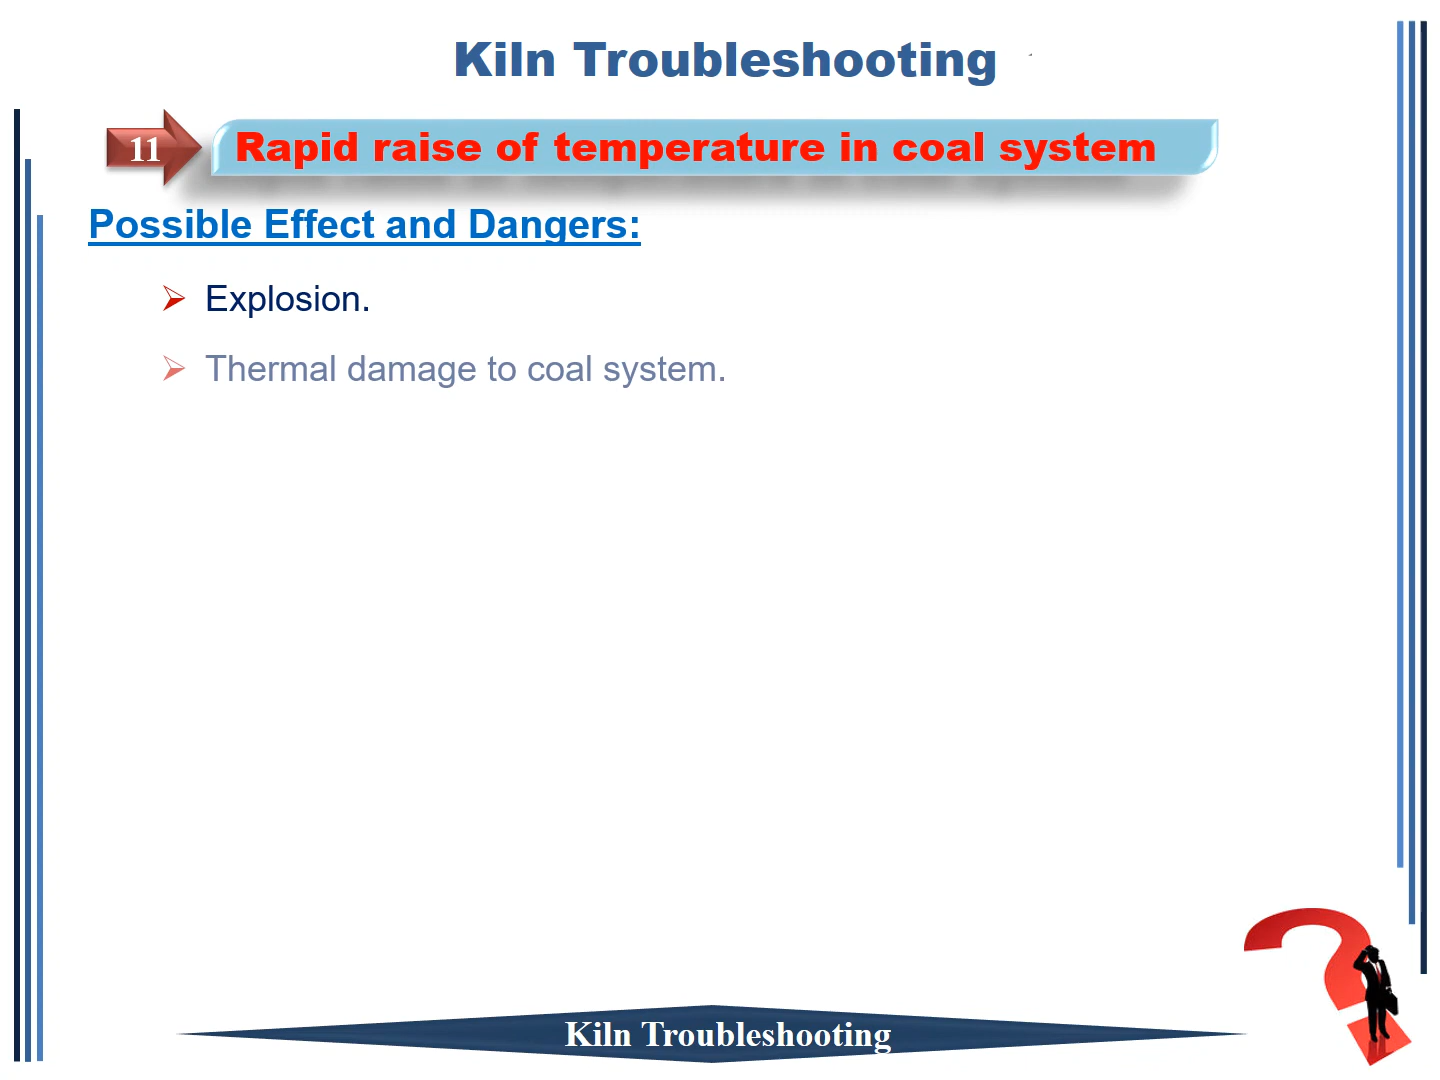 Kiln Troubleshooting
11
Rapid raise of temperature in coal system
Possible Effect and Dangers:
Explosion.
Thermal damage to coal system.
Kiln Troubleshooting